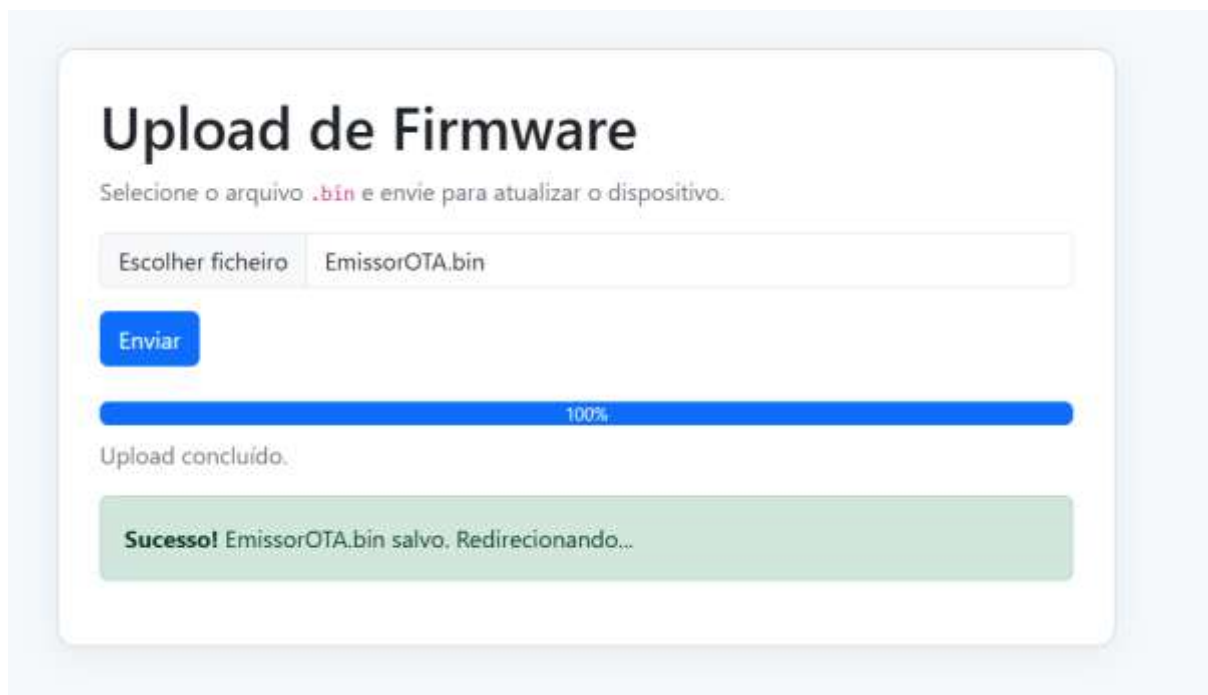 Upload de Firmware
Selecione o arquivo .bin e envie para atualizar o dispositivo.
Escolher ficheiro EmissorOTA.bin
Enviar
100%
Upload concluído.
Sucesso! EmissorOTA.bin salvo. Redirecionando...